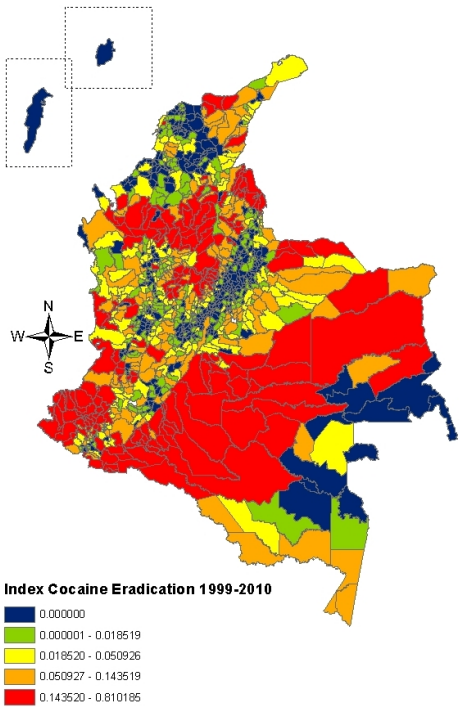 N
W E
S
Index Cocaine Eradication 1999-2010
0.000000
0.000001 - 0.018519
0.018520 - 0.050926
0.050927 - 0.143519
0.143520 - 0.810185